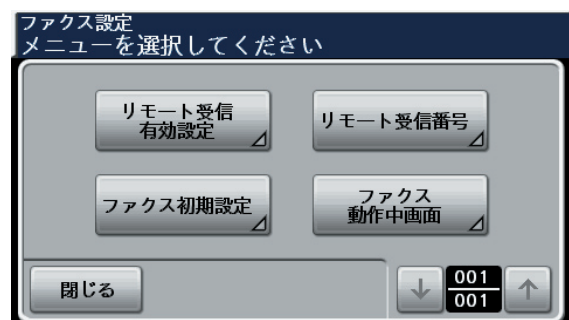 ファクス設定
メニューを選択してください
リモート受信
有効設定
リモート受信番号
ファクス初期設定
ファクス
動作中画面
閉じる
001
001